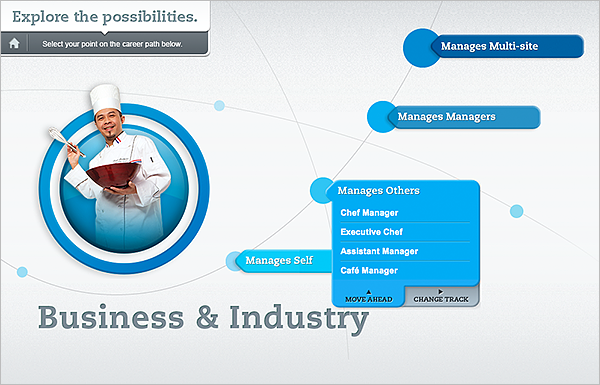 Explore the possibilities.
Select your point on the career path below.
Manages Multi-site
Manages Managers
Manages Others
Chef Manager
Executive Chef
Assistant Manager
Café Manager
Manages Self
MOVE AHEAD
CHANGE TRACK
Business & Industry